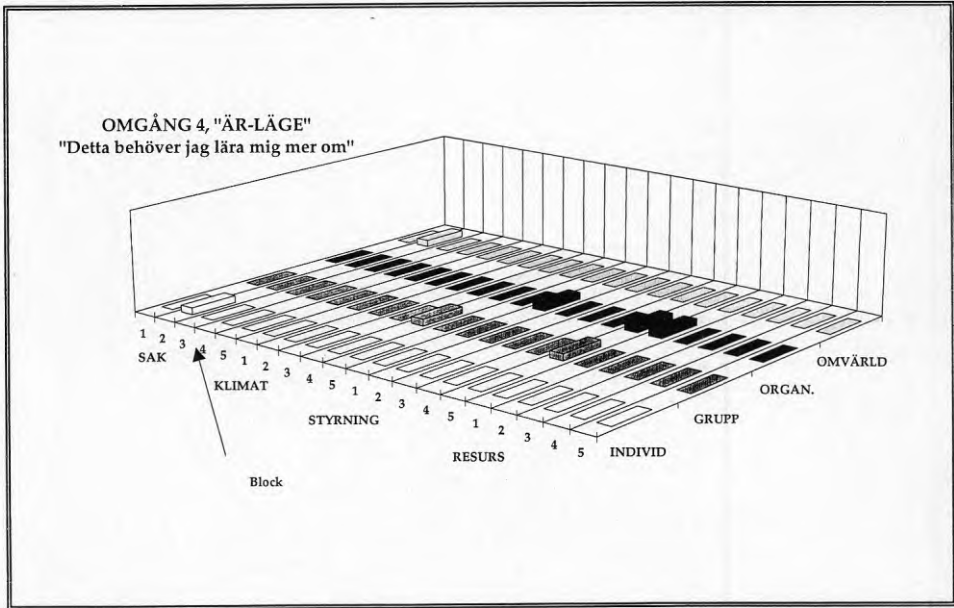 OMGÅNG 4, "ÄR-LÄGE"
"Detta behöver jag lära mig mer om"
OMVÄRLD
ORGAN.
GRUPP
INDIVID
1 2 3 4 5 1 2 3 4 5 1 2 3 4 5 1 2 3 4 5
SAK
KLIMAT
STYRNING
RESURS
Block